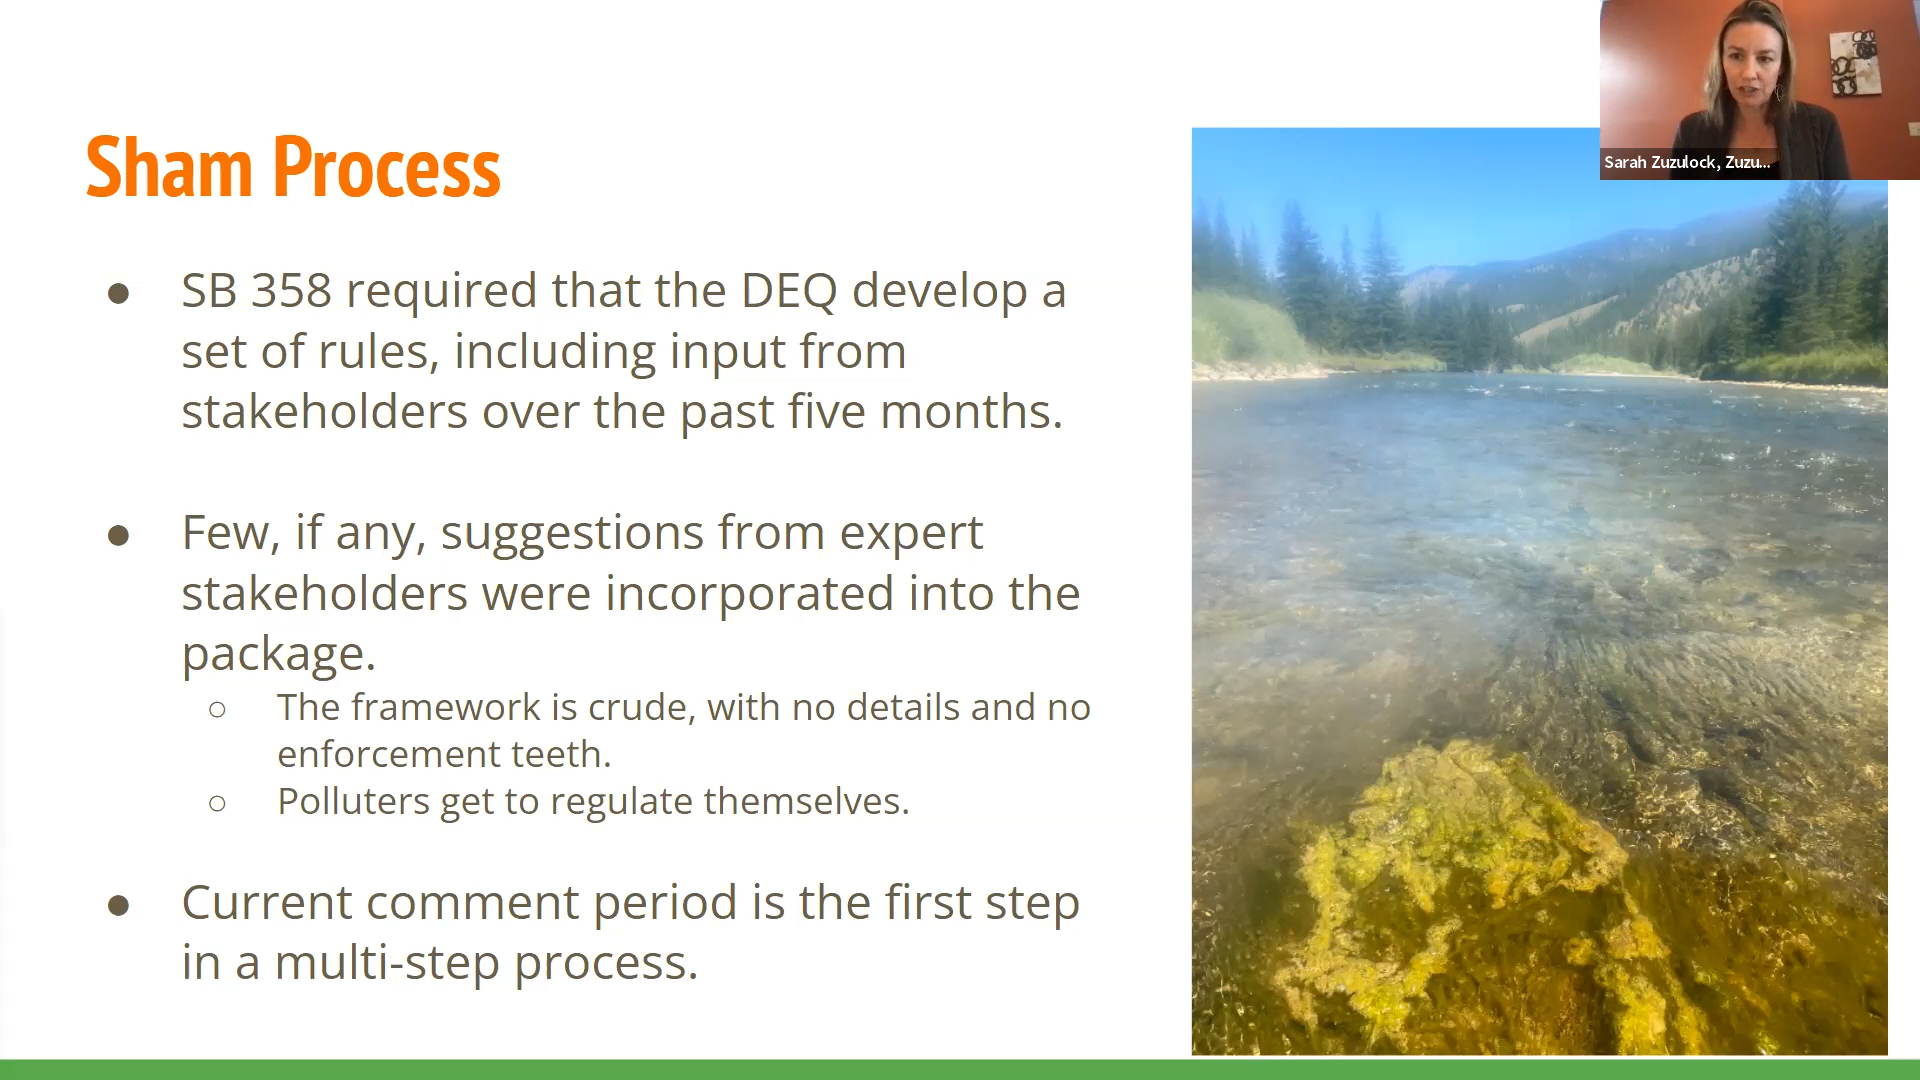 Sarah Zuzulock, Zuzu...
Sham Process
● SB 358 required that the DEQ develop a
set of rules, including input from
stakeholders over the past five months.
● Few, if any, suggestions from expert
stakeholders were incorporated into the
package.
○ The framework is crude, with no details and no
enforcement teeth.
○ Polluters get to regulate themselves.
● Current comment period is the first step
in a multi-step process.